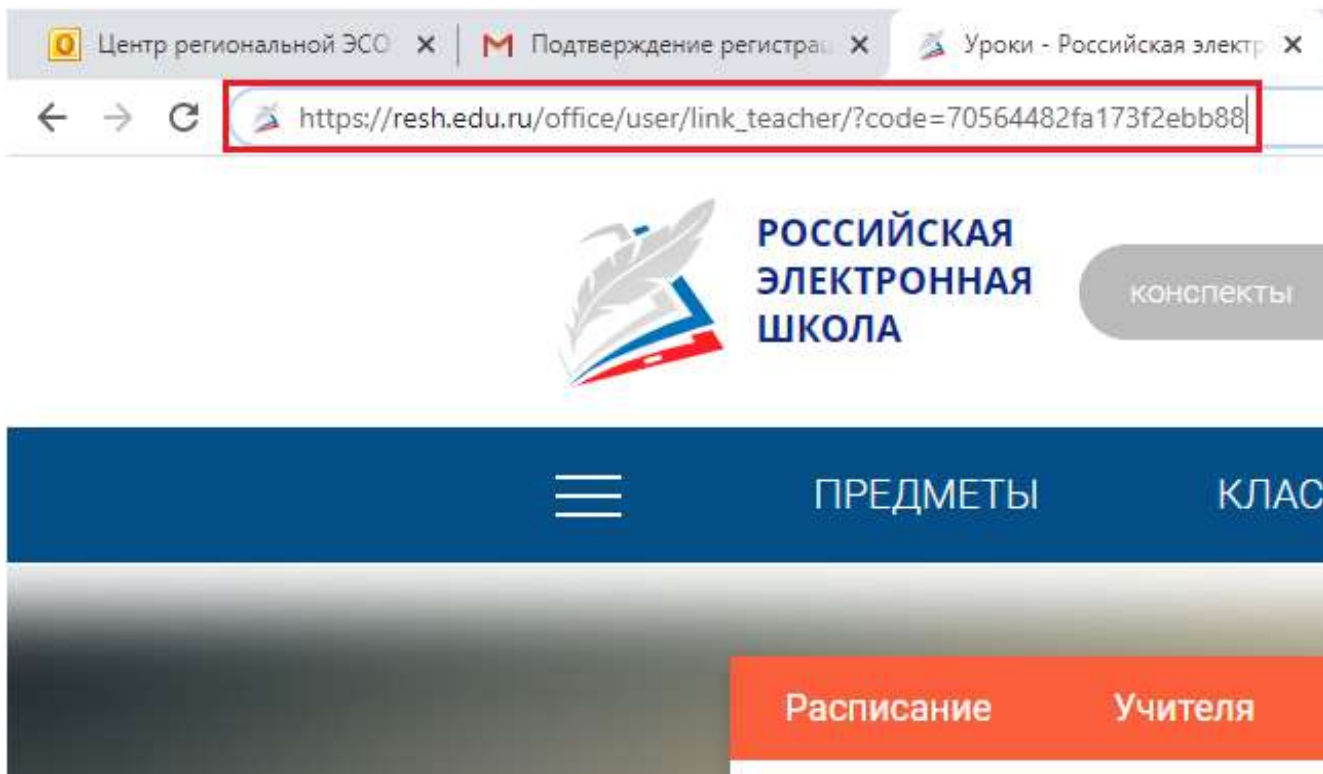 Центр региональной ЭСО
Подтверждение регистрац
Уроки - Российская электр
https://resh.edu.ru/office/user/link_teacher/?code=70564482fa173f2ebb88
РОССИЙСКАЯ
ЭЛЕКТРОННАЯ
ШКОЛА
конспекты
ПРЕДМЕТЫ КЛАС
Расписание Учителя